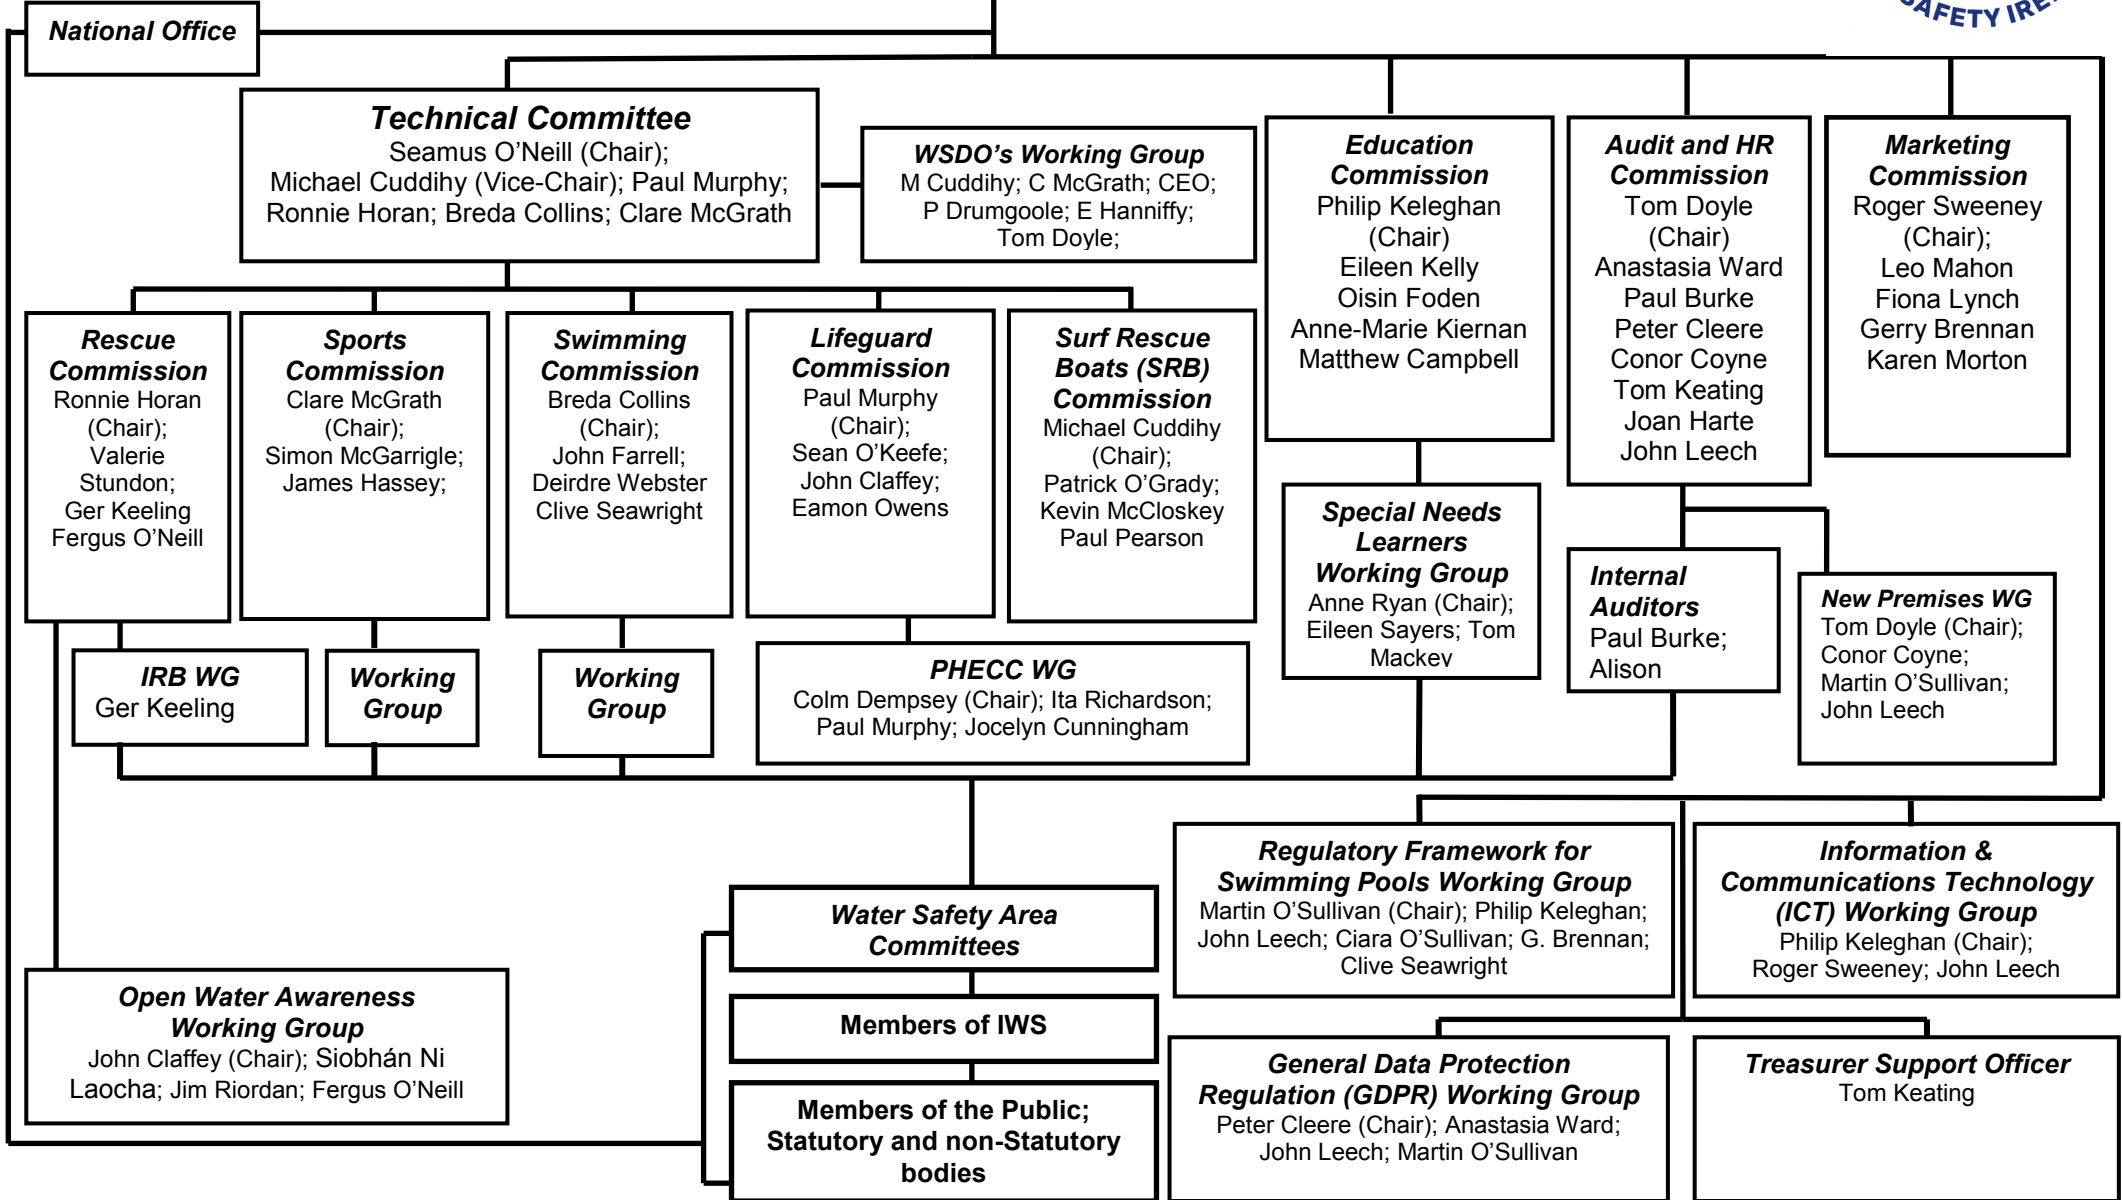 National Office
SAFETY IRE
Technical Committee
Seamus O’Neill (Chair);
Michael Cuddihy (Vice-Chair); Paul Murphy;
Ronnie Horan; Breda Collins; Clare McGrath
WSDO’s Working Group
M Cuddihy; C McGrath; CEO;
P Drumgoole; E Hanniffy;
Tom Doyle;
Education
Commission
Philip Keleghan
(Chair)
Eileen Kelly
Oisin Foden
Anne-Marie Kiernan
Matthew Campbell
Audit and HR
Commission
Tom Doyle
(Chair)
Anastasia Ward
Paul Burke
Peter Cleere
Conor Coyne
Tom Keating
Joan Harte
John Leech
Marketing
Commission
Roger Sweeney
(Chair);
Leo Mahon
Fiona Lynch
Gerry Brennan
Karen Morton
Rescue
Commission
Ronnie Horan
(Chair);
Valerie
Stundon;
Ger Keeling
Fergus O’Neill
Sports
Commission
Clare McGrath
(Chair);
Simon McGarrigle;
James Hassey;
Swimming
Commission
Breda Collins
(Chair);
John Farrell;
Deirdre Webster
Clive Seawright
Lifeguard
Commission
Paul Murphy
(Chair);
Sean O’Keefe;
John Claffey;
Eamon Owens
Surf Rescue
Boats (SRB)
Commission
Michael Cuddihy
(Chair);
Patrick O’Grady;
Kevin McCloskey
Paul Pearson
Special Needs
Learners
Working Group
Anne Ryan (Chair);
Eileen Sayers; Tom
Mackey
Internal
Auditors
Paul Burke;
Alison
New Premises WG
Tom Doyle (Chair);
Conor Coyne;
Martin O’Sullivan;
John Leech
IRB WG
Ger Keeling
Working
Group
Working
Group
PHECC WG
Colm Dempsey (Chair); Ita Richardson;
Paul Murphy; Jocelyn Cunningham
Regulatory Framework for
Swimming Pools Working Group
Martin O’Sullivan (Chair); Philip Keleghan;
John Leech; Ciara O’Sullivan; G. Brennan;
Clive Seawright
Information &
Communications Technology
(ICT) Working Group
Philip Keleghan (Chair);
Roger Sweeney; John Leech
Water Safety Area
Committees
Open Water Awareness
Working Group
John Claffey (Chair); Siobhán Ni
Laocha; Jim Riordan; Fergus O’Neill
Members of IWS
General Data Protection
Regulation (GDPR) Working Group
Peter Cleere (Chair); Anastasia Ward;
John Leech; Martin O’Sullivan
Treasurer Support Officer
Tom Keating
Members of the Public;
Statutory and non-Statutory
bodies